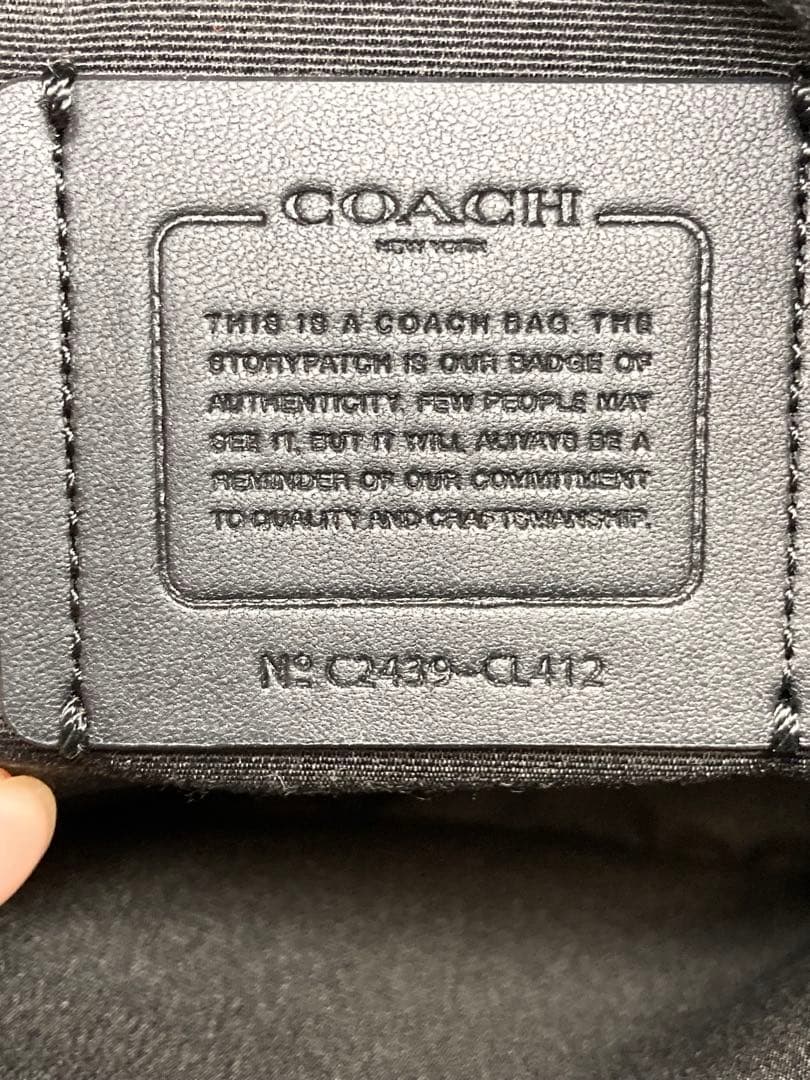 COACH
NEW YORK
THIS IS A COACH BAG. THE
STORYPATCH IS OUR BADGE OF
AUTHENTICITY. FEW PEOPLE MAY
SEE IT, BUT IT WILL ALWAYS BE A
REMINDER OF OUR COMMITMENT
TO QUALITY AND CRAFTSMANSHIP.
Nº C2439-CL412